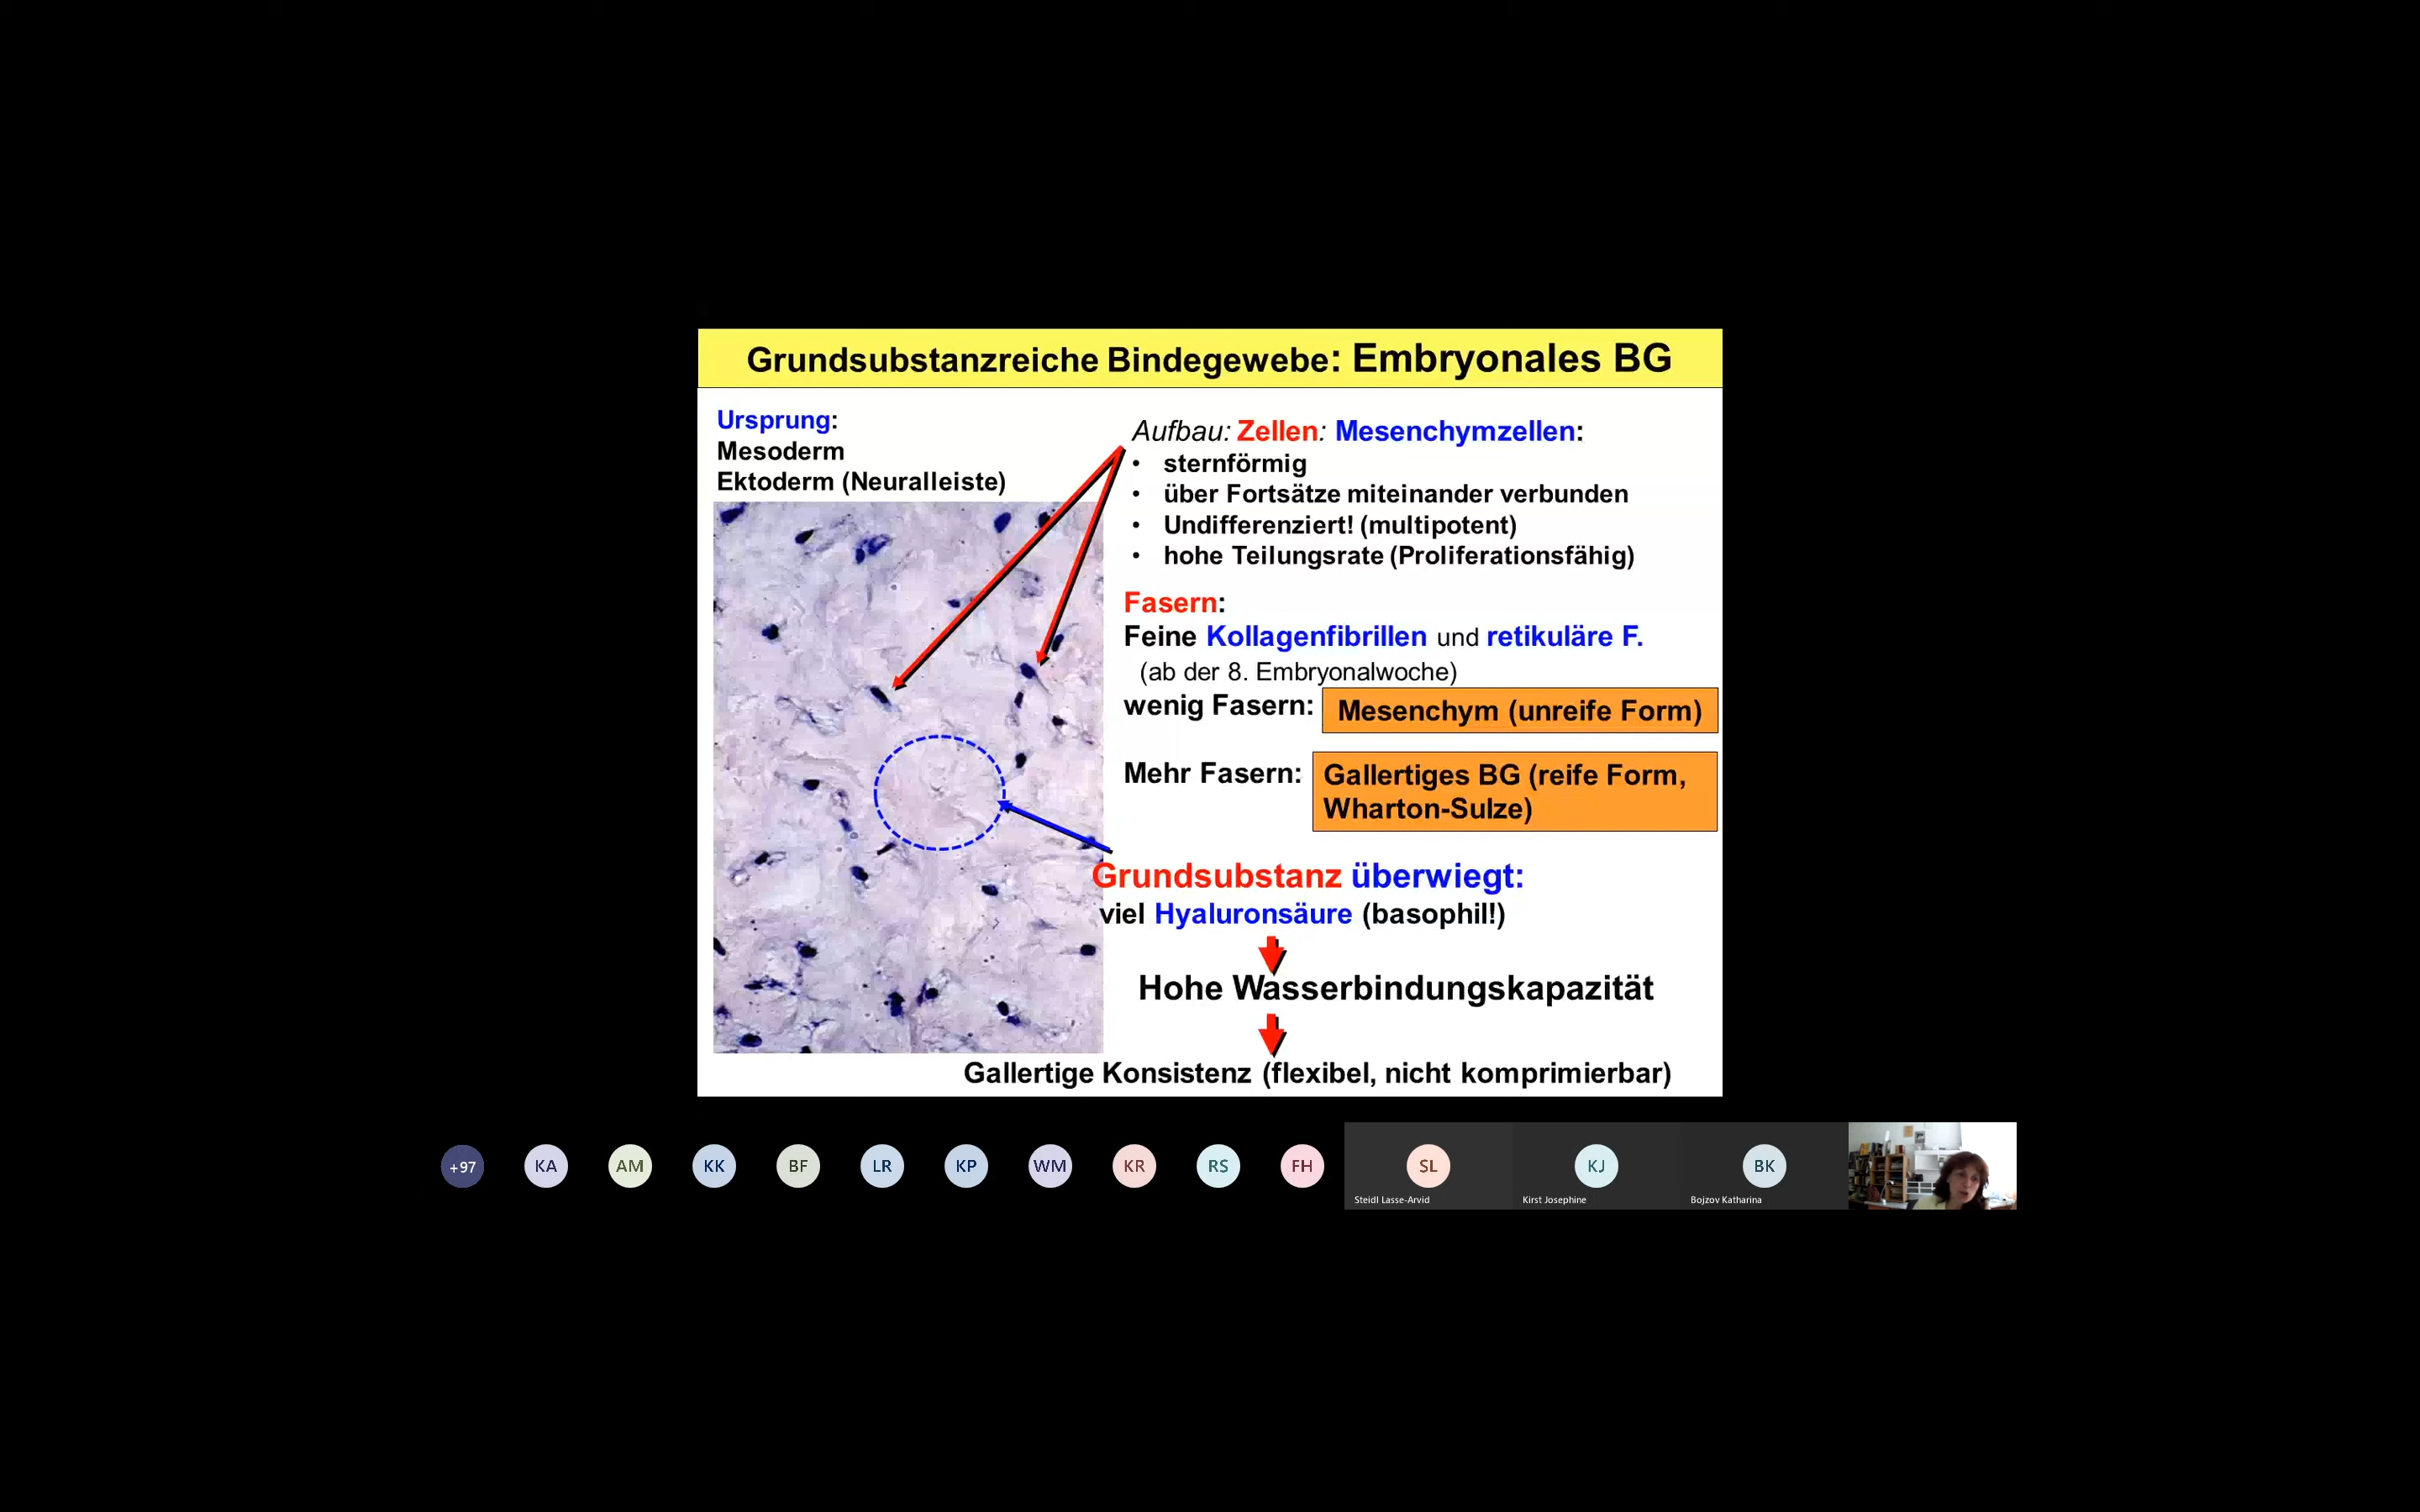 Grundsubstanzreiche Bindegewebe: Embryonales BG
Ursprung:
Mesoderm
Ektoderm (Neuralleiste)
Aufbau: Zellen: Mesenchymzellen:
• sternförmig
• über Fortsätze miteinander verbunden
• Undifferenziert! (multipotent)
• hohe Teilungsrate (Proliferationsfähig)
Fasern:
Feine Kollagenfibrillen und retikuläre F.
(ab der 8. Embryonalwoche)
wenig Fasern: Mesenchym (unreife Form)
Mehr Fasern: Gallertiges BG (reife Form,
Wharton-Sulze)
Grundsubstanz überwiegt:
viel Hyaluronsäure (basophil!)
Hohe Wasserbindungskapazität
Gallertige Konsistenz (flexibel, nicht komprimierbar)
+97 KA AM KK BF LR KP WM KR RS FH SL KJ BK
Steidl Lasse-Arvid Kirst Josephine Bojzov Katharina